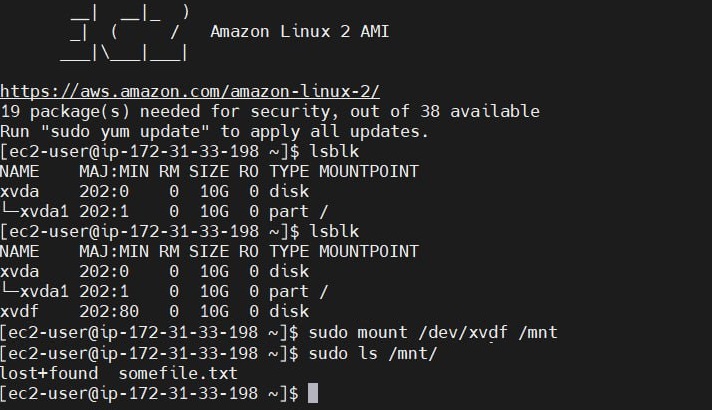 __|  __|_  )
       _|  (     /   Amazon Linux 2 AMI
      ___|\___|___|
https://aws.amazon.com/amazon-linux-2/
19 package(s) needed for security, out of 38 available
Run "sudo yum update" to apply all updates.
[ec2-user@ip-172-31-33-198 ~]$ lsblk
NAME    MAJ:MIN RM SIZE RO TYPE MOUNTPOINT
xvda    202:0    0  10G  0 disk
└─xvda1 202:1    0  10G  0 part /
[ec2-user@ip-172-31-33-198 ~]$ lsblk
NAME    MAJ:MIN RM SIZE RO TYPE MOUNTPOINT
xvda    202:0    0  10G  0 disk
└─xvda1 202:1    0  10G  0 part /
xvdf    202:80   0  10G  0 disk
[ec2-user@ip-172-31-33-198 ~]$ sudo mount /dev/xvdf /mnt
[ec2-user@ip-172-31-33-198 ~]$ sudo ls /mnt/
lost+found  somefile.txt
[ec2-user@ip-172-31-33-198 ~]$